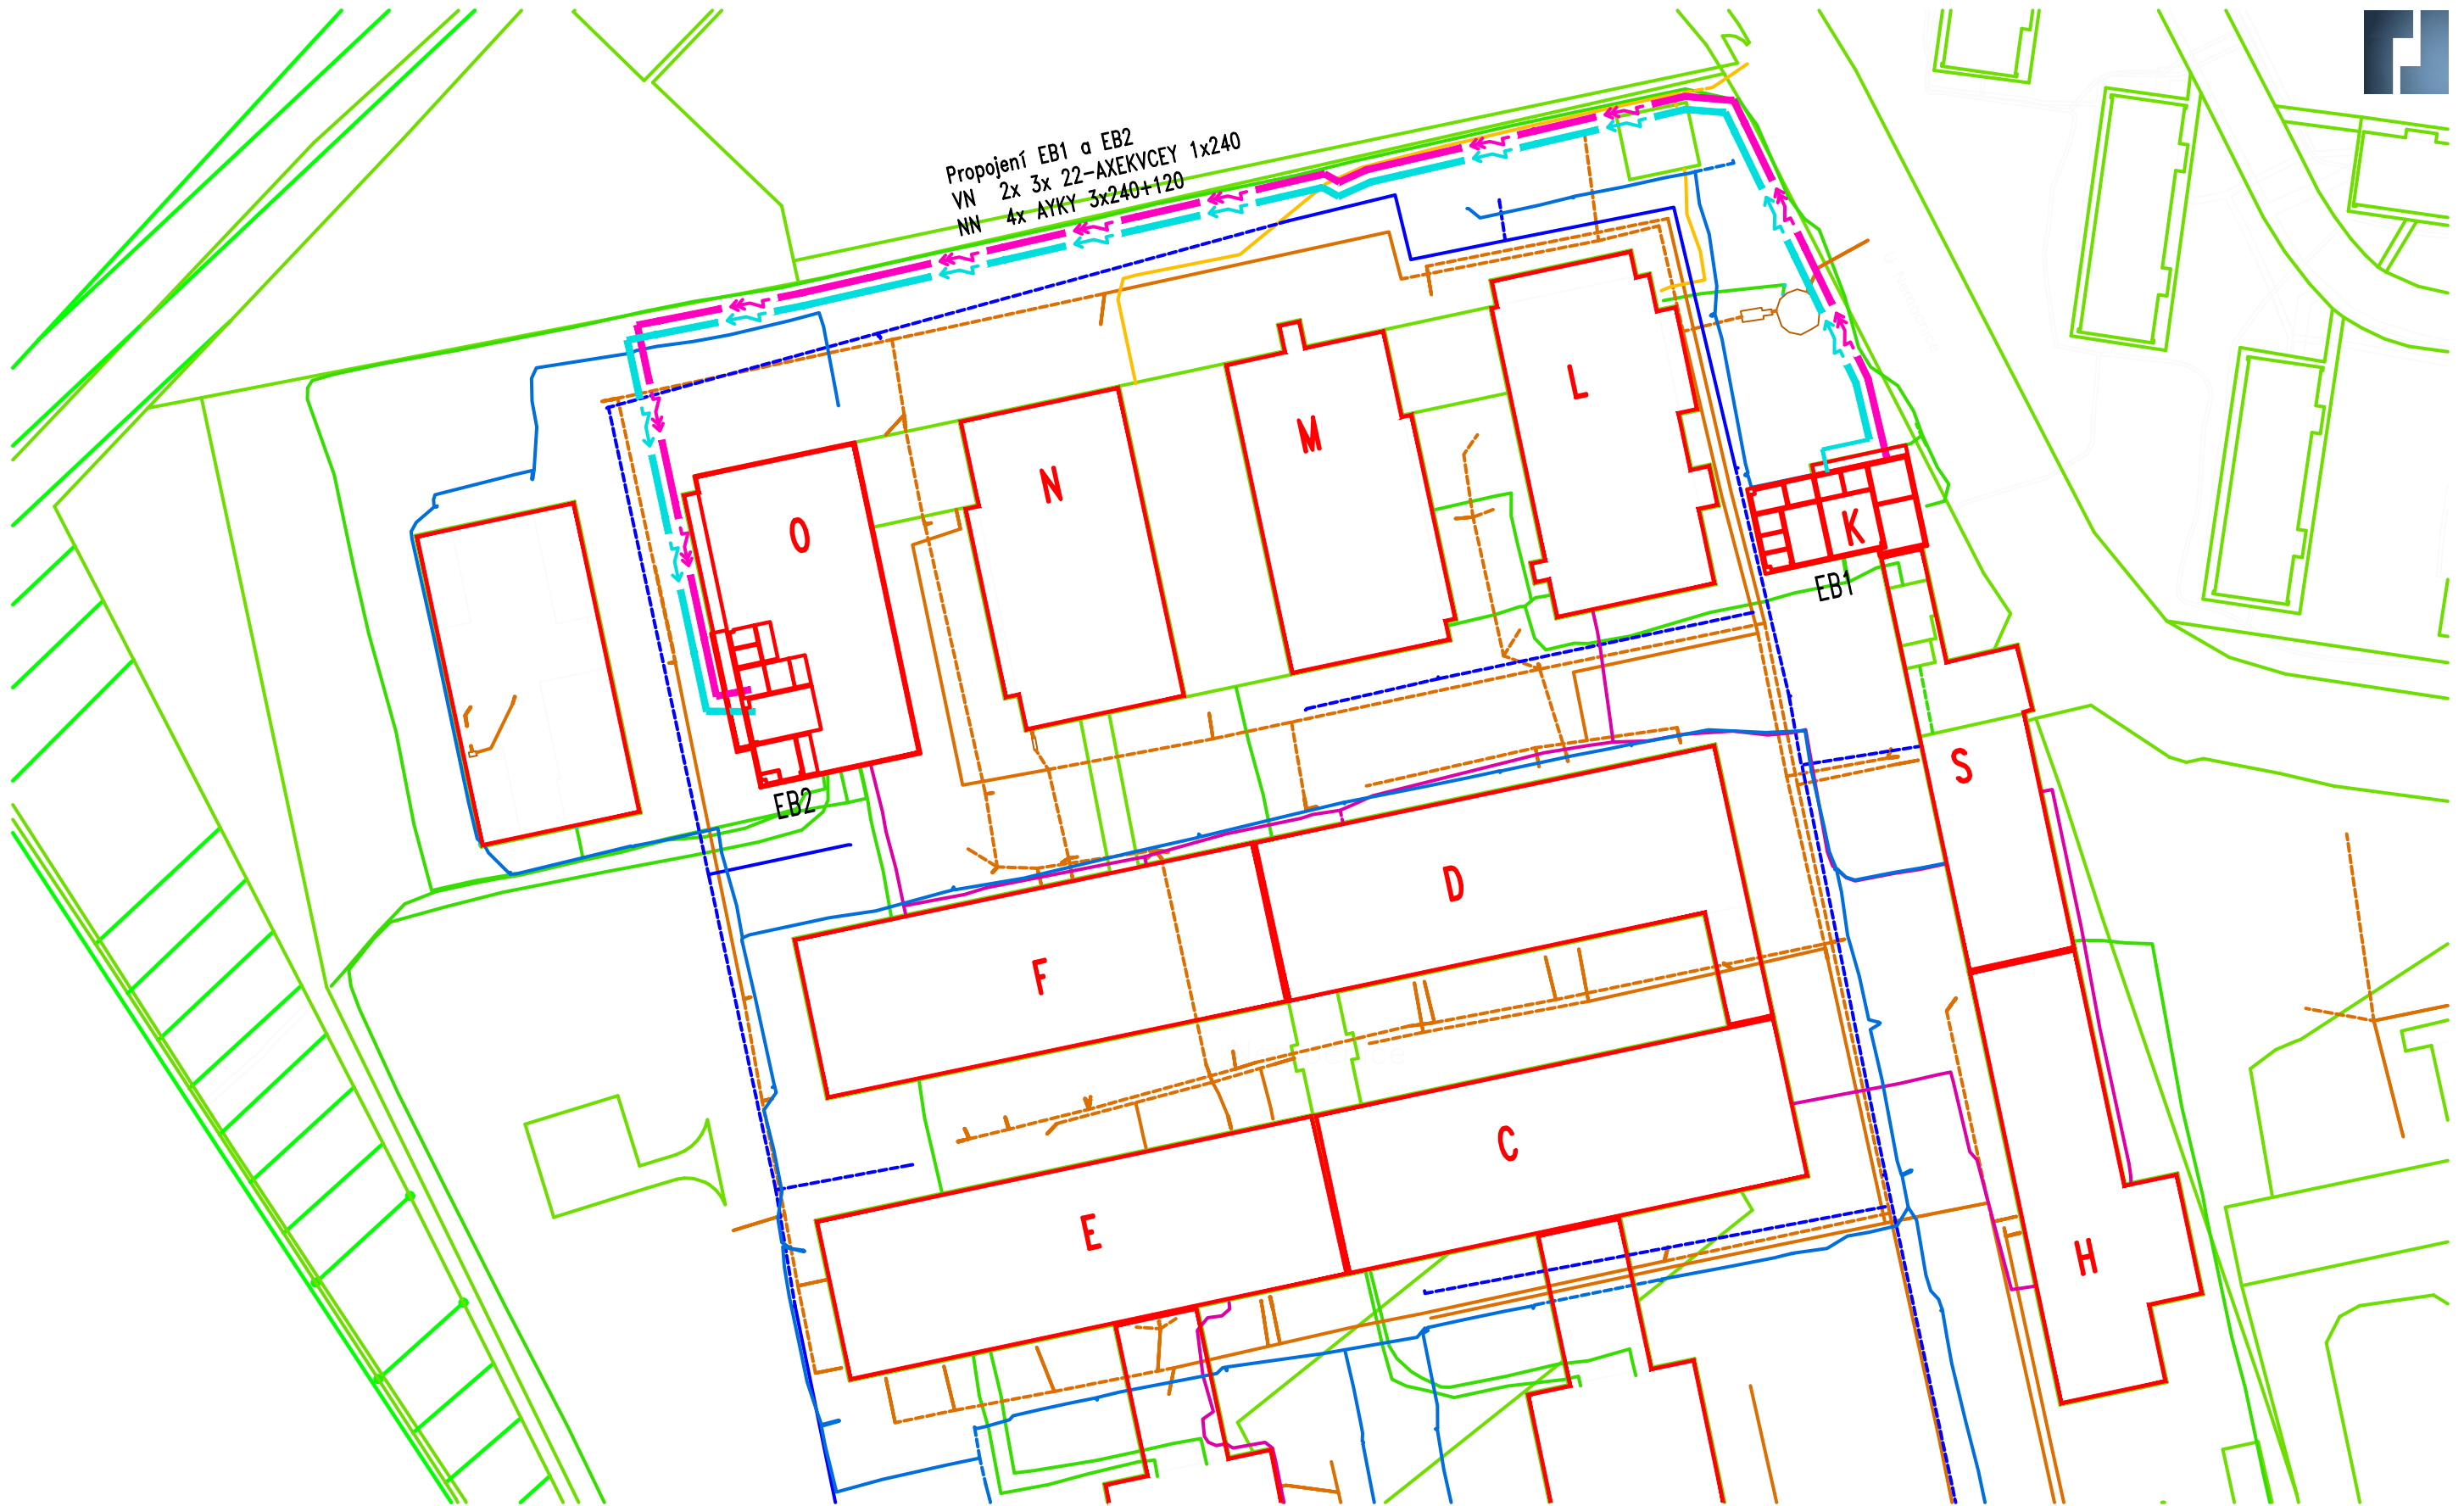 Propojení EB1 a EB2
VN 2x 3x 22-AXEKVCEY 1x240
NN 4x AYKY 3x240+120
L
M
N
O
K
EB1
S
EB2
D
F
C
E
H